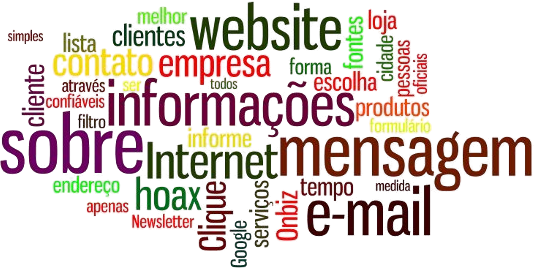 simples
melhor
website
fontes
loja
lista
clientes
cidade
pessoas
oficiais
contato
empresa
forma
escolha
cliente
através
ser
todos
confiáveis
informações
produtos
filtro
formulário
sobre
informe
Internet
mensagem
endereço
hoax
Clique
serviços
tempo
medida
apenas
Newsletter
Google
Onbiz
e-mail